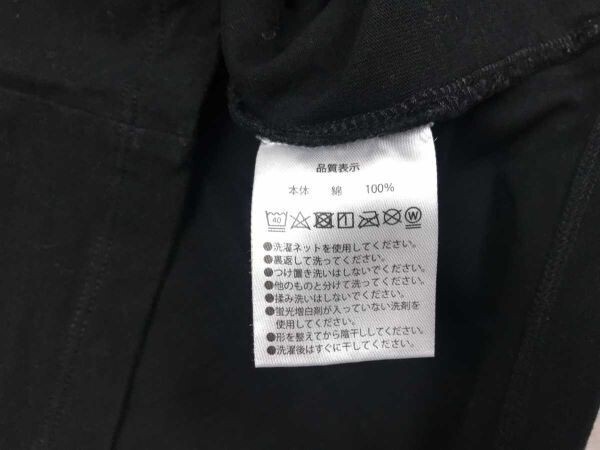 品質表示
本体 綿 100%
40 W
●洗濯ネットを使用してください。
●裏返して洗ってください。
●つけ置き洗いはしないでください。
●他のものと分けて洗ってください。
●揉み洗いはしないでください。
●蛍光増白剤が入っていない洗剤を
使用してください。
●形を整えてから陰干ししてください。
●洗濯後はすぐに干してください。